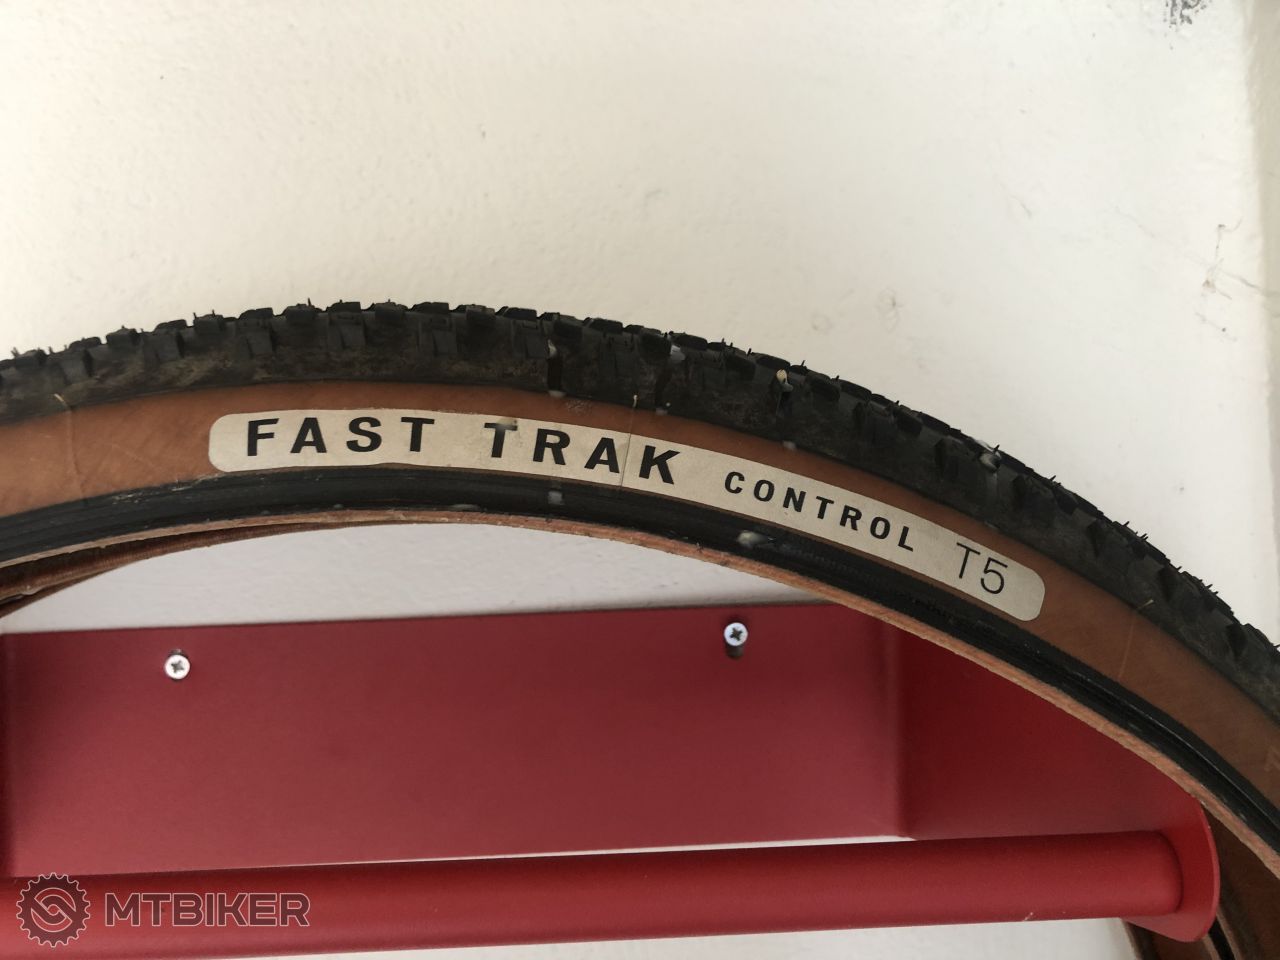 FAST TRAK CONTROL T5
MTBIKER